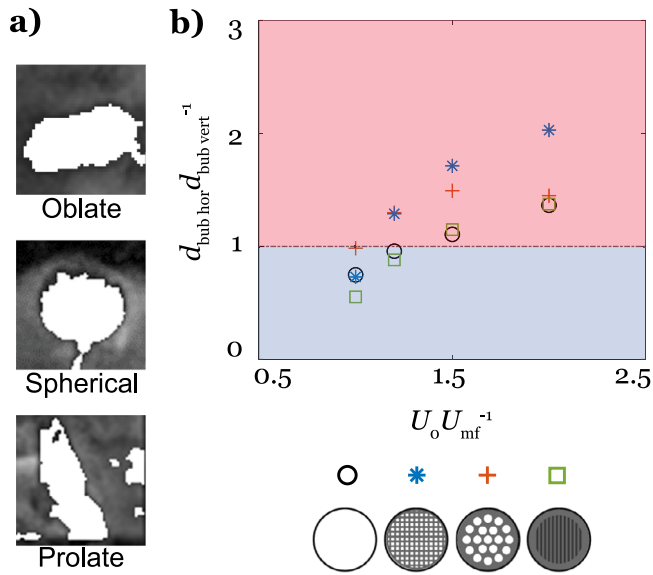 a)
Oblate
Spherical
Prolate
b)
3
2
1
0
d_bub hor d_bub vert^-1
0.5
1.5
2.5
U_o U_mf^-1